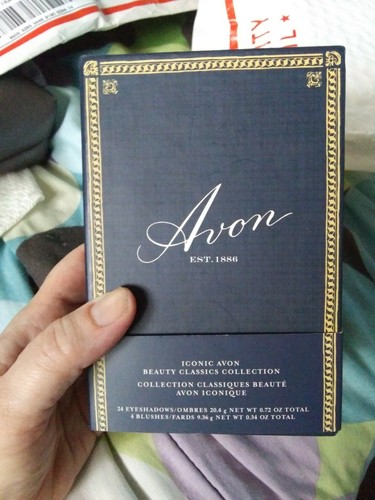 Avon
EST. 1886
ICONIC AVON
BEAUTY CLASSICS COLLECTION
COLLECTION CLASSIQUES BEAUTÉ
AVON ICONIQUE
24 EYESHADOWS/OMBRES 20.4 g NET WT 0.72 OZ TOTAL
4 BLUSHES/FARDS 9.36 g NET WT 0.34 OZ TOTAL